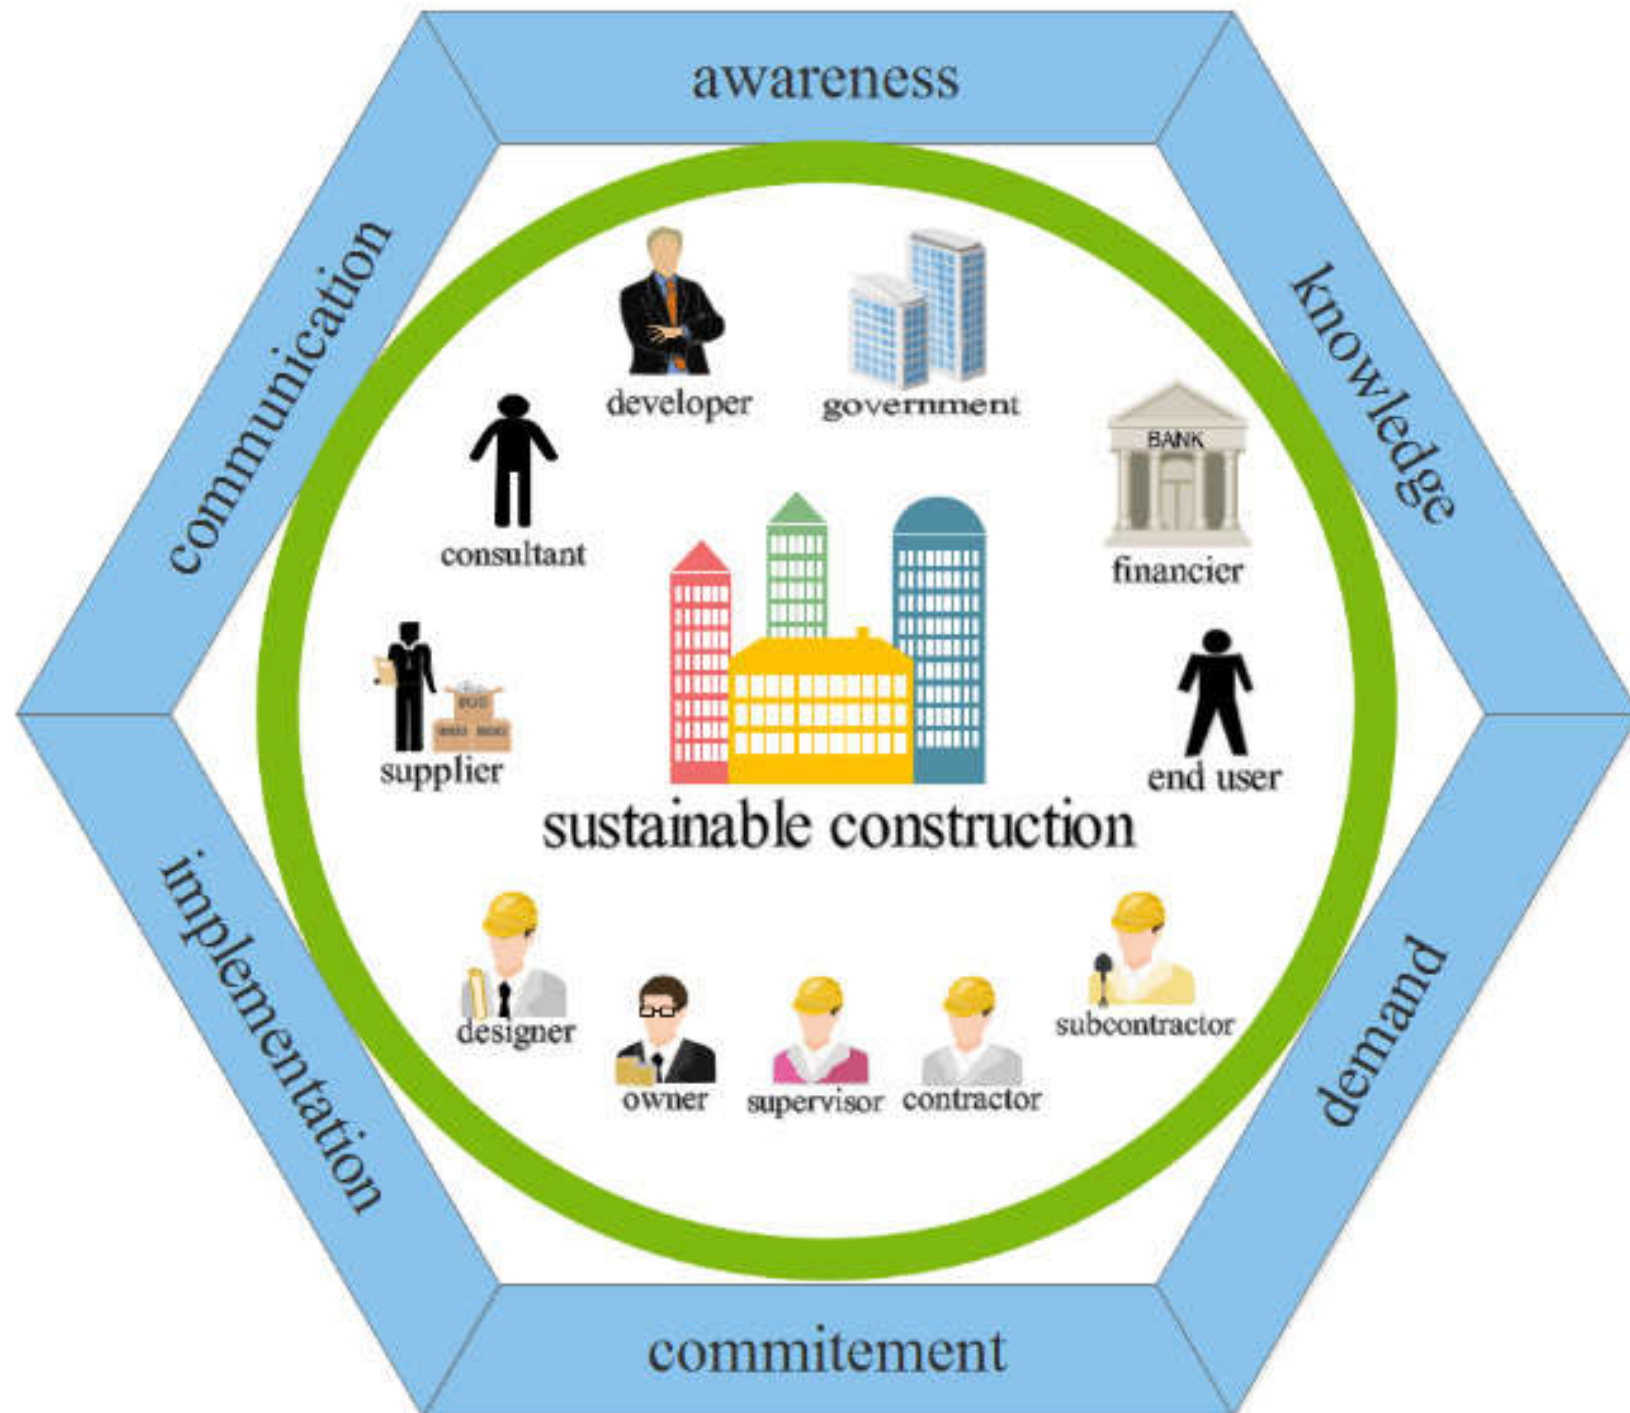 awareness
communication
knowledge
developer
government
BANK
consultant
financier
supplier
end user
sustainable construction
implementation
demand
designer
subcontractor
owner
supervisor
contractor
commitement